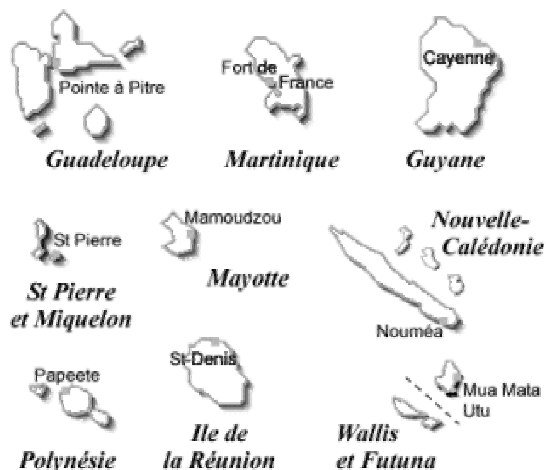 Pointe à Pitre
Guadeloupe
Fort de
France
Martinique
Cayenne
Guyane
St Pierre
St Pierre
et Miquelon
Mamoudzou
Mayotte
Nouvelle-
Calédonie
Nouméa
Papeete
Polynésie
St-Denis
Ile de
la Réunion
Mua Mata
Utu
Wallis
et Futuna